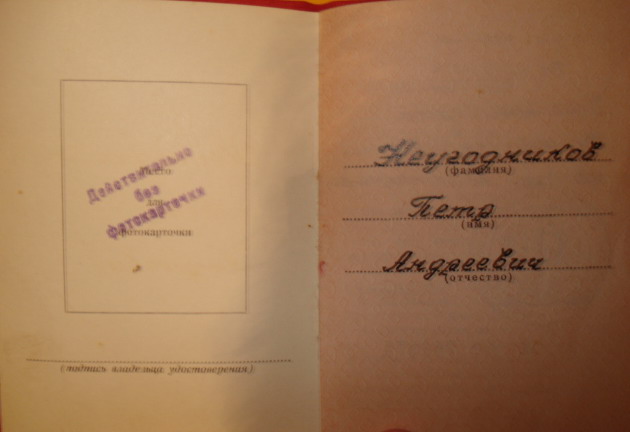 Место
для
фотокарточки
Действительно
без
фотокарточки
(подпись владельца удостоверения)
Неугодников
(фамилия)
Петр
(имя)
Андреевич
(отчество)